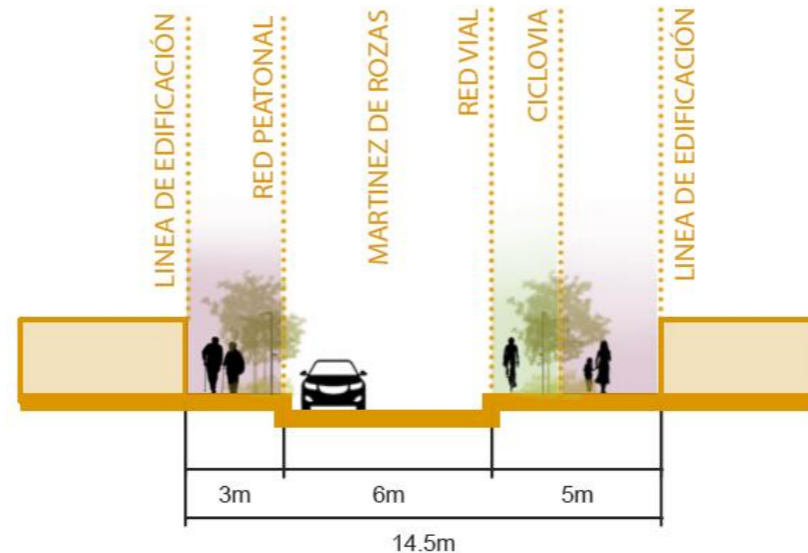 LINEA DE EDIFICACIÓN
RED PEATONAL
MARTINEZ DE ROZAS
RED VIAL
CICLOVIA
LINEA DE EDIFICACIÓN
3m
6m
5m
14.5m